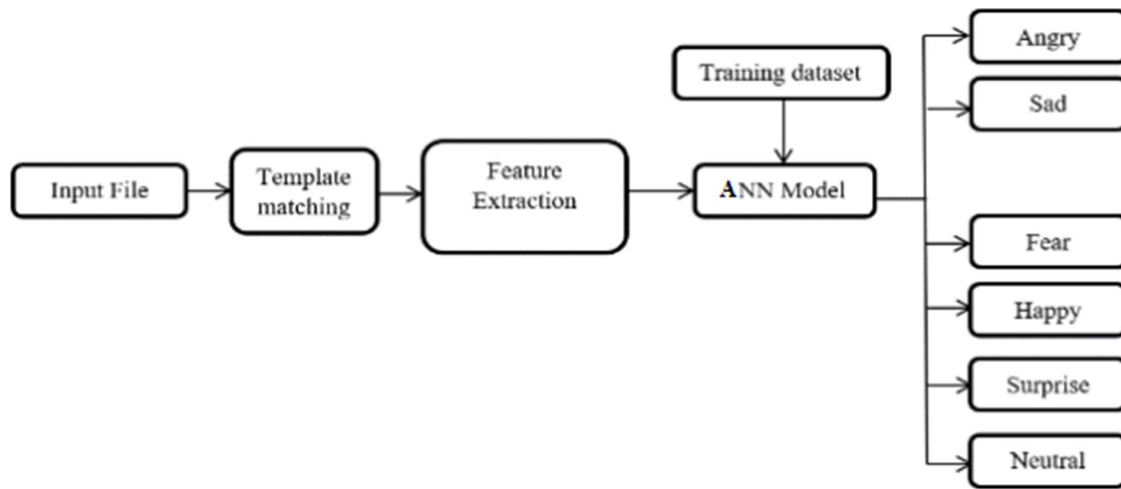 Input File
Template
matching
Feature
Extraction
Training dataset
ANN Model
Angry
Sad
Fear
Happy
Surprise
Neutral